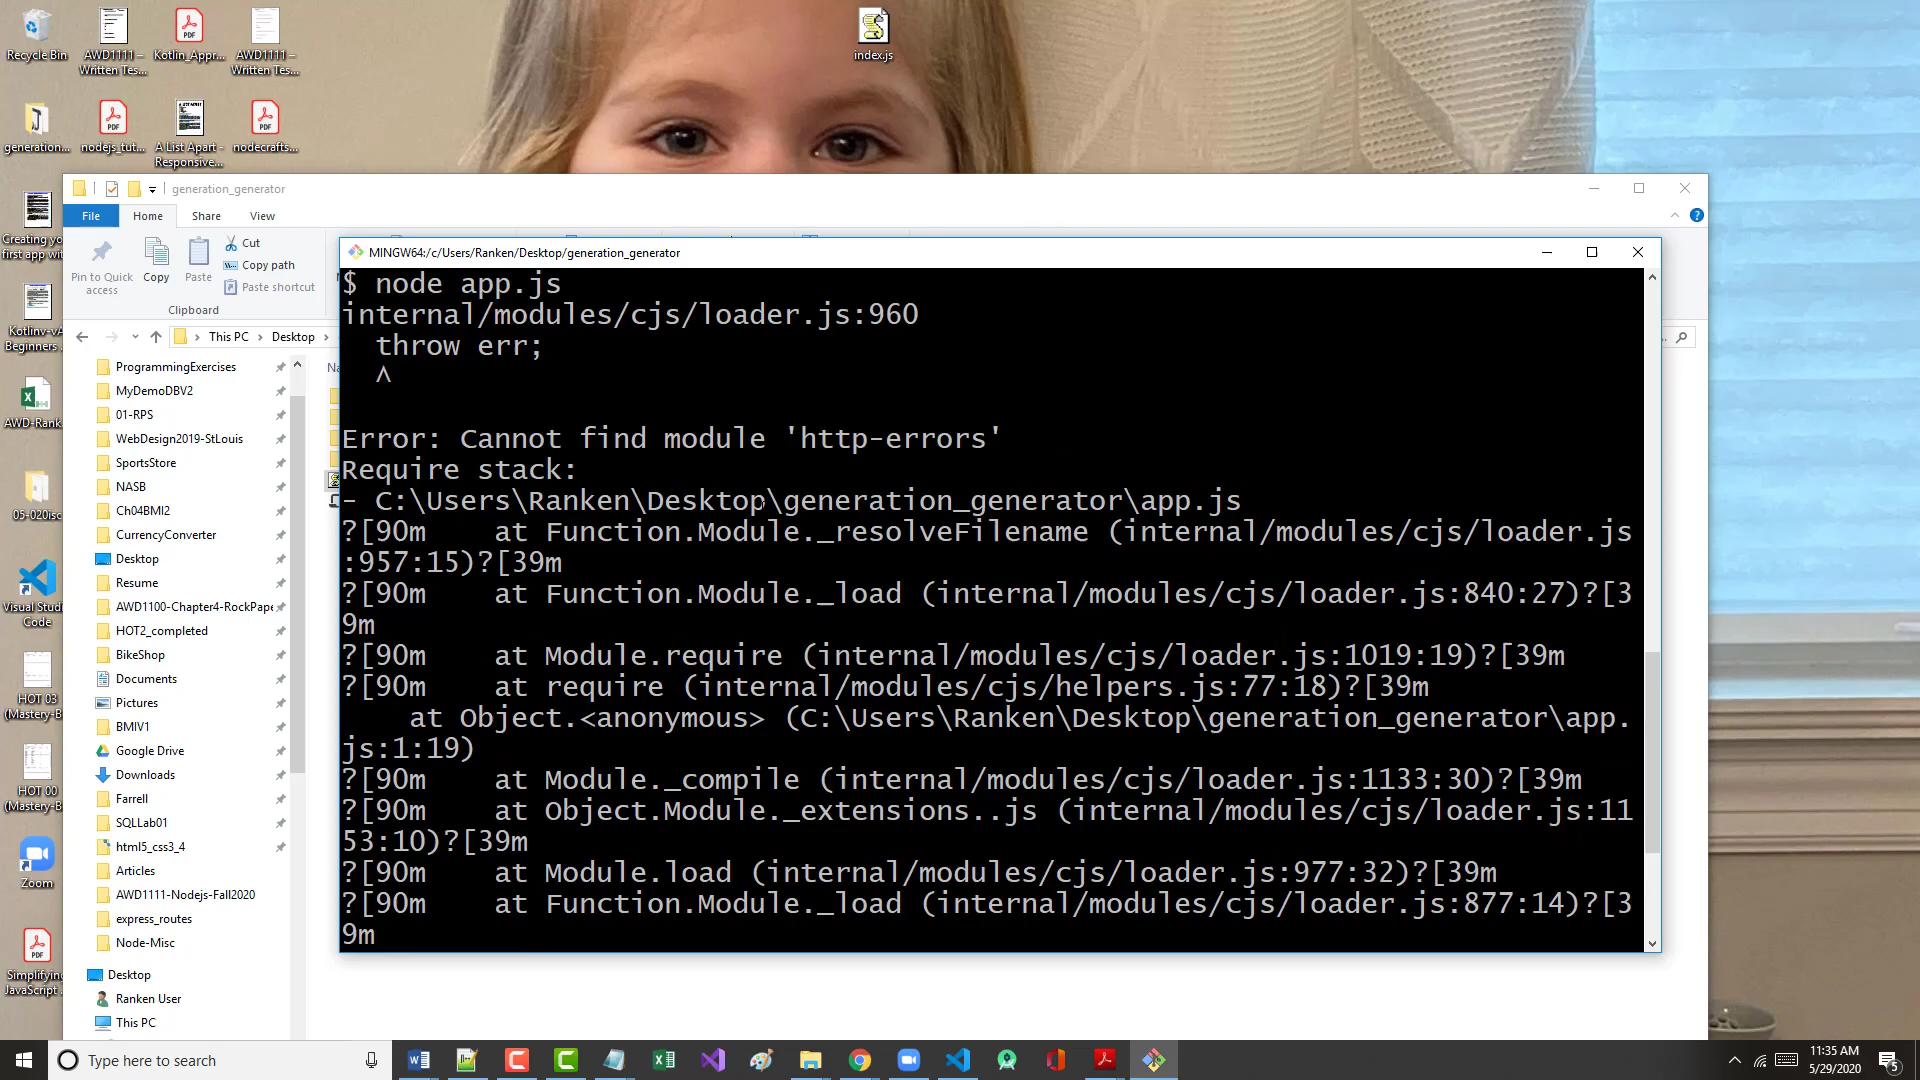 Recycle Bin
AWD1111 –
Written Tes...
Kotlin_Appr...
AWD1111 –
Written Tes...
index.js
generation...
nodejs_tut...
A List Apart -
Responsive...
nodecrafts...
Creating yo
first app wit
Kotlinv-vA
Beginners
AWD-Rank
05-020isc
Visual Studi
Code
HOT 03
(Mastery-B
HOT 00
(Mastery-B
Zoom
Simplifying
JavaScript
generation_generator
File
Home
Share
View
Pin to Quick
access
Copy
Paste
Cut
Copy path
Paste shortcut
Clipboard
This PC
Desktop
ProgrammingExercises
MyDemoDBV2
01-RPS
WebDesign2019-StLouis
SportsStore
NASB
Ch04BMI2
CurrencyConverter
Desktop
Resume
AWD1100-Chapter4-RockPape
HOT2_completed
BikeShop
Documents
Pictures
BMIV1
Google Drive
Downloads
Farrell
SQLLab01
html5_css3_4
Articles
AWD1111-Nodejs-Fall2020
express_routes
Node-Misc
Desktop
Ranken User
This PC
MINGW64:/c/Users/Ranken/Desktop/generation_generator
$ node app.js
internal/modules/cjs/loader.js:960
  throw err;
  ^
Error: Cannot find module 'http-errors'
Require stack:
- C:\Users\Ranken\Desktop\generation_generator\app.js
?[90m    at Function.Module._resolveFilename (internal/modules/cjs/loader.js
:957:15)?[39m
?[90m    at Function.Module._load (internal/modules/cjs/loader.js:840:27)?[3
9m
?[90m    at Module.require (internal/modules/cjs/loader.js:1019:19)?[39m
?[90m    at require (internal/modules/cjs/helpers.js:77:18)?[39m
    at Object.<anonymous> (C:\Users\Ranken\Desktop\generation_generator\app.
js:1:19)
?[90m    at Module._compile (internal/modules/cjs/loader.js:1133:30)?[39m
?[90m    at Object.Module._extensions..js (internal/modules/cjs/loader.js:11
53:10)?[39m
?[90m    at Module.load (internal/modules/cjs/loader.js:977:32)?[39m
?[90m    at Function.Module._load (internal/modules/cjs/loader.js:877:14)?[3
9m
Type here to search
11:35 AM
5/29/2020
5